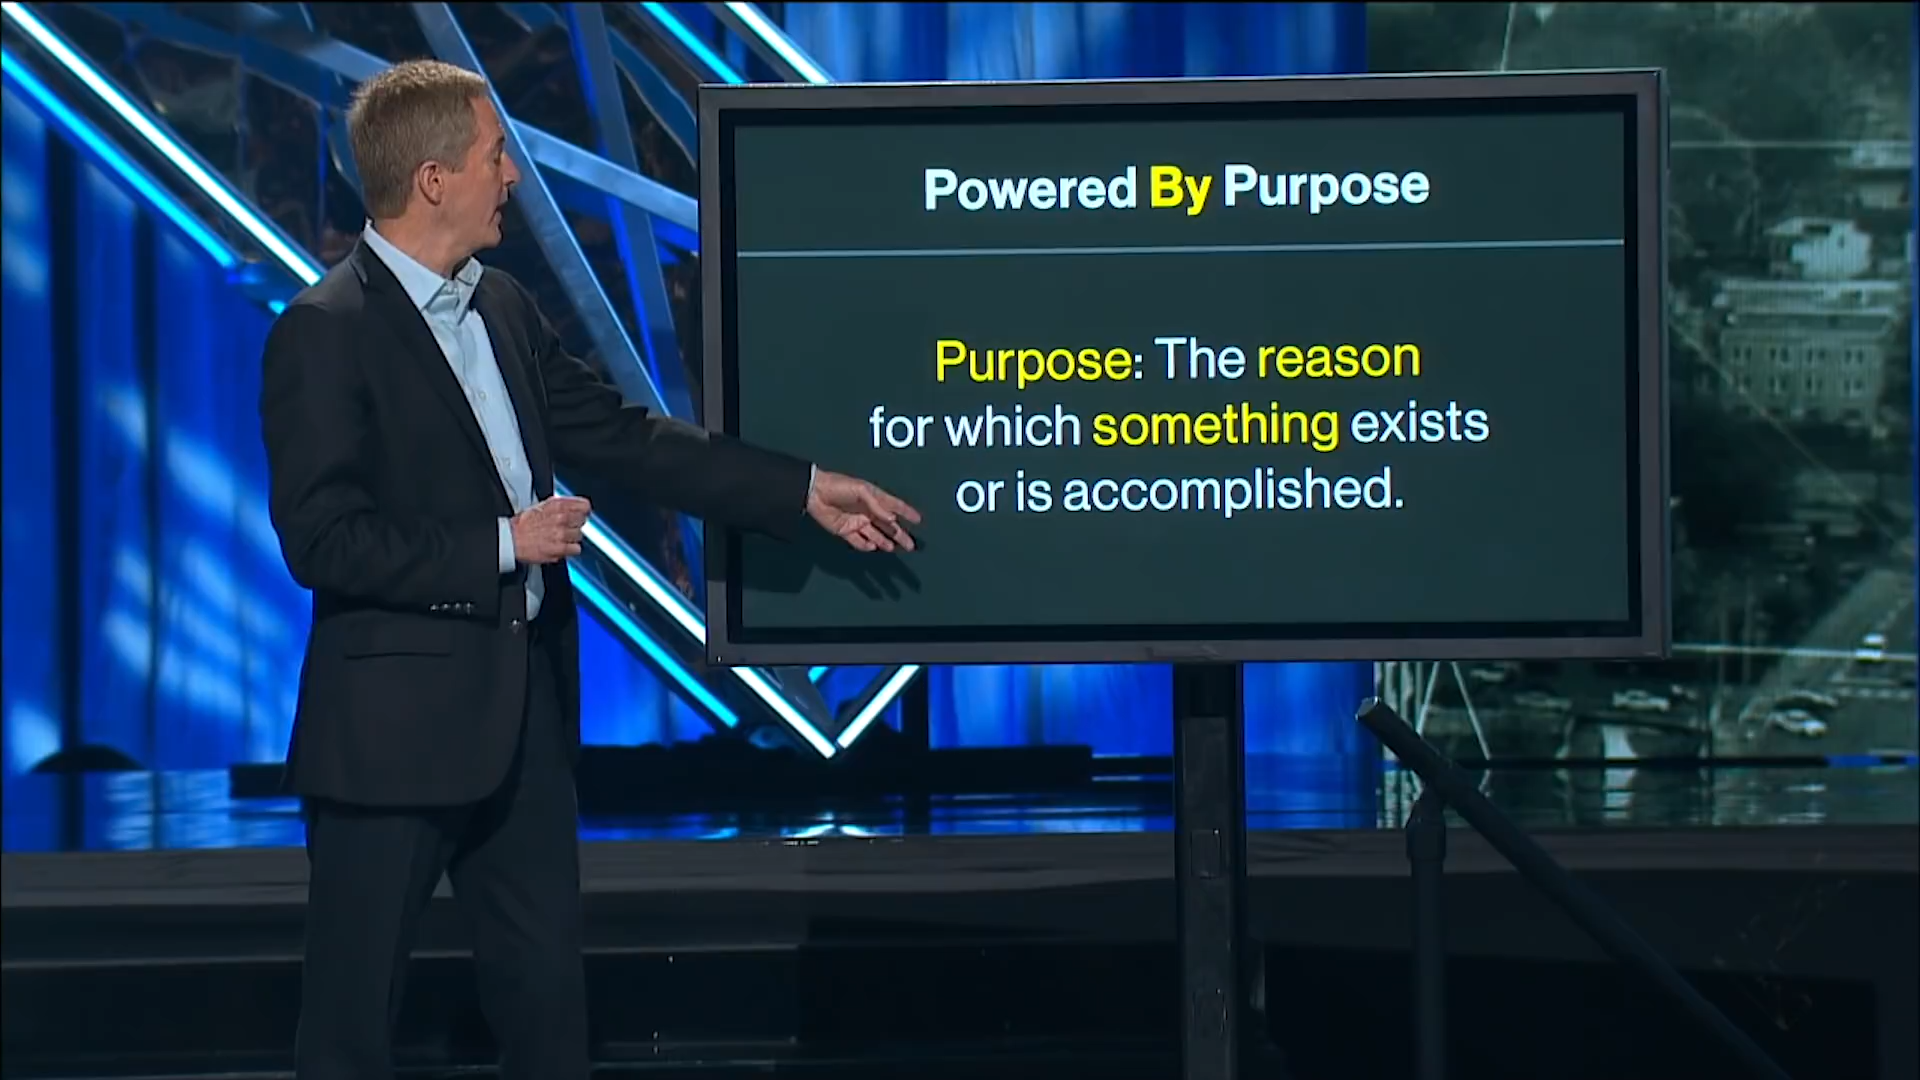 Powered By Purpose
Purpose: The reason
for which something exists
or is accomplished.